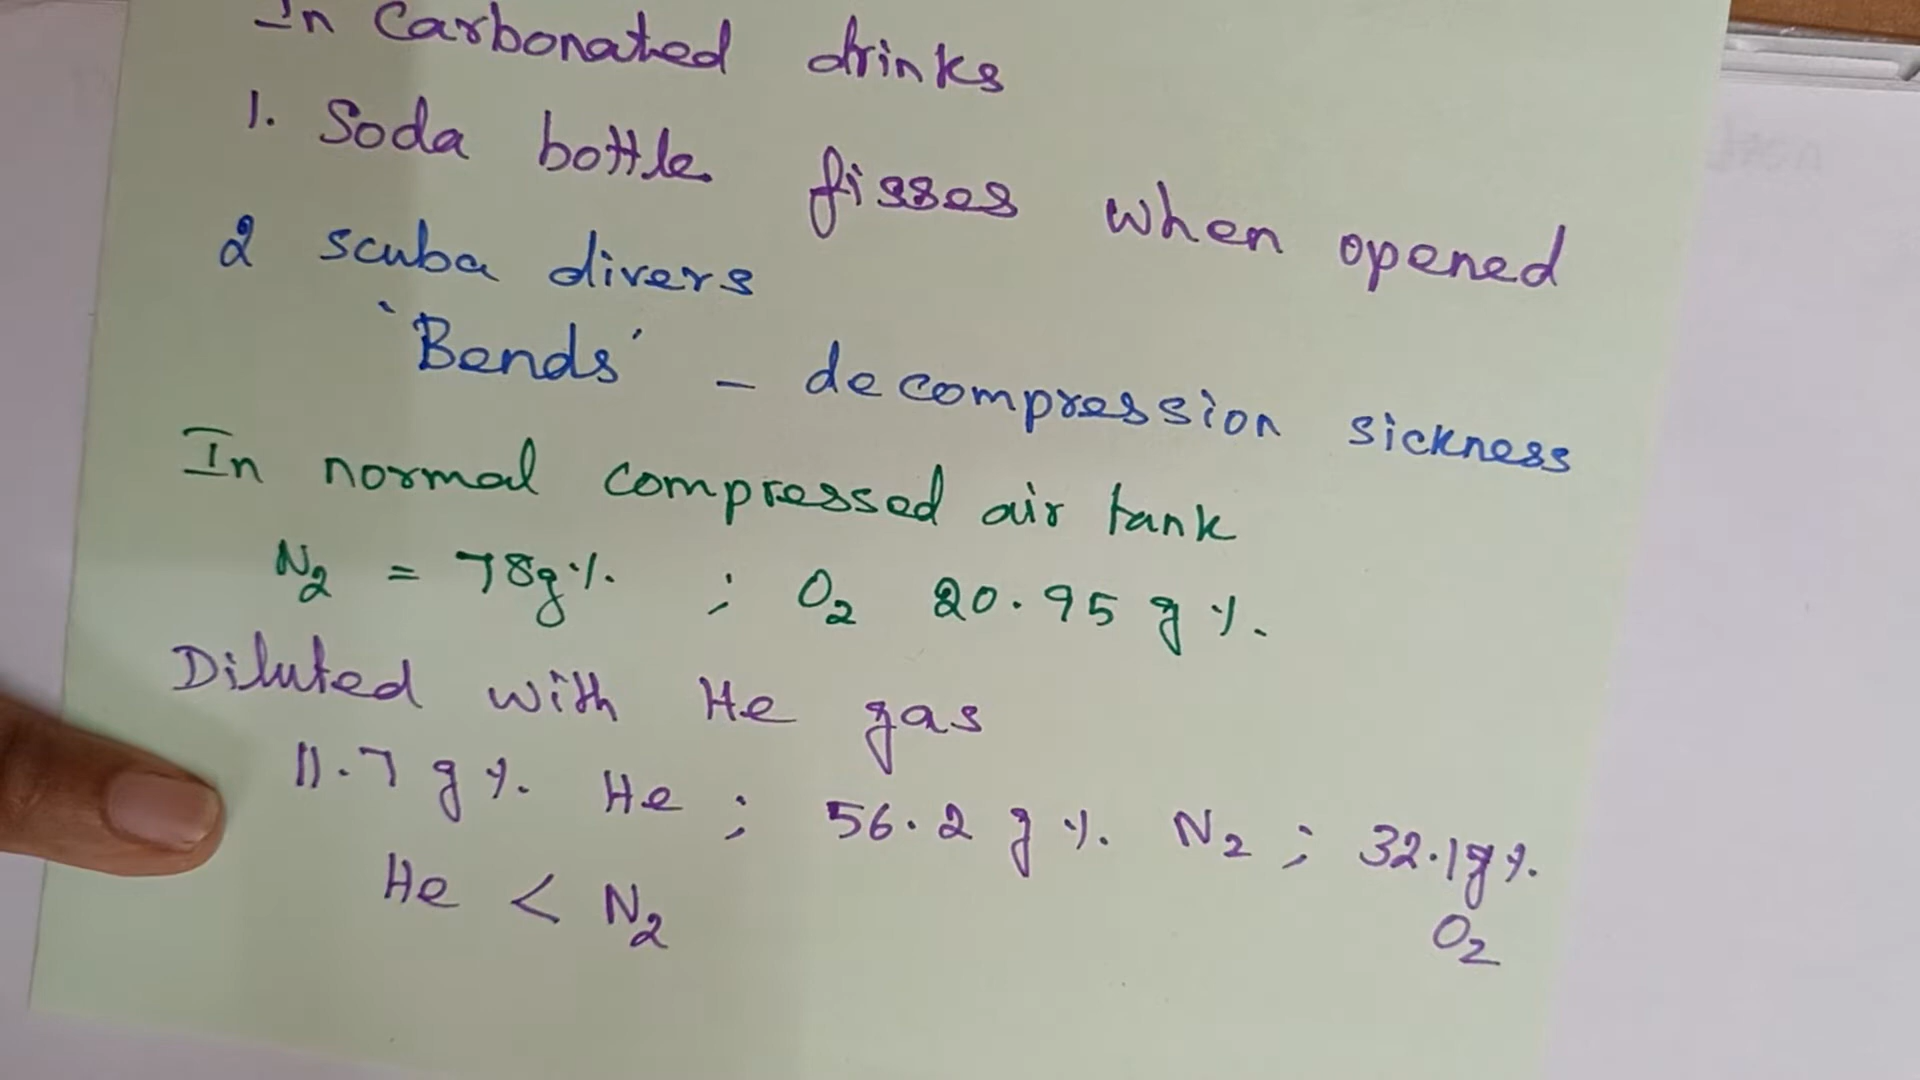 In Carbonated drinks
1. Soda bottle fisses when opened
2 scuba divers
'Bends' - decompression sickness
In normal compressed air tank
N2 = 78g% ; O2 20.95 g%.
Diluted with He gas
11.7 g%. He ; 56.2 g%. N2 ; 32.1g%.
O2
He < N2